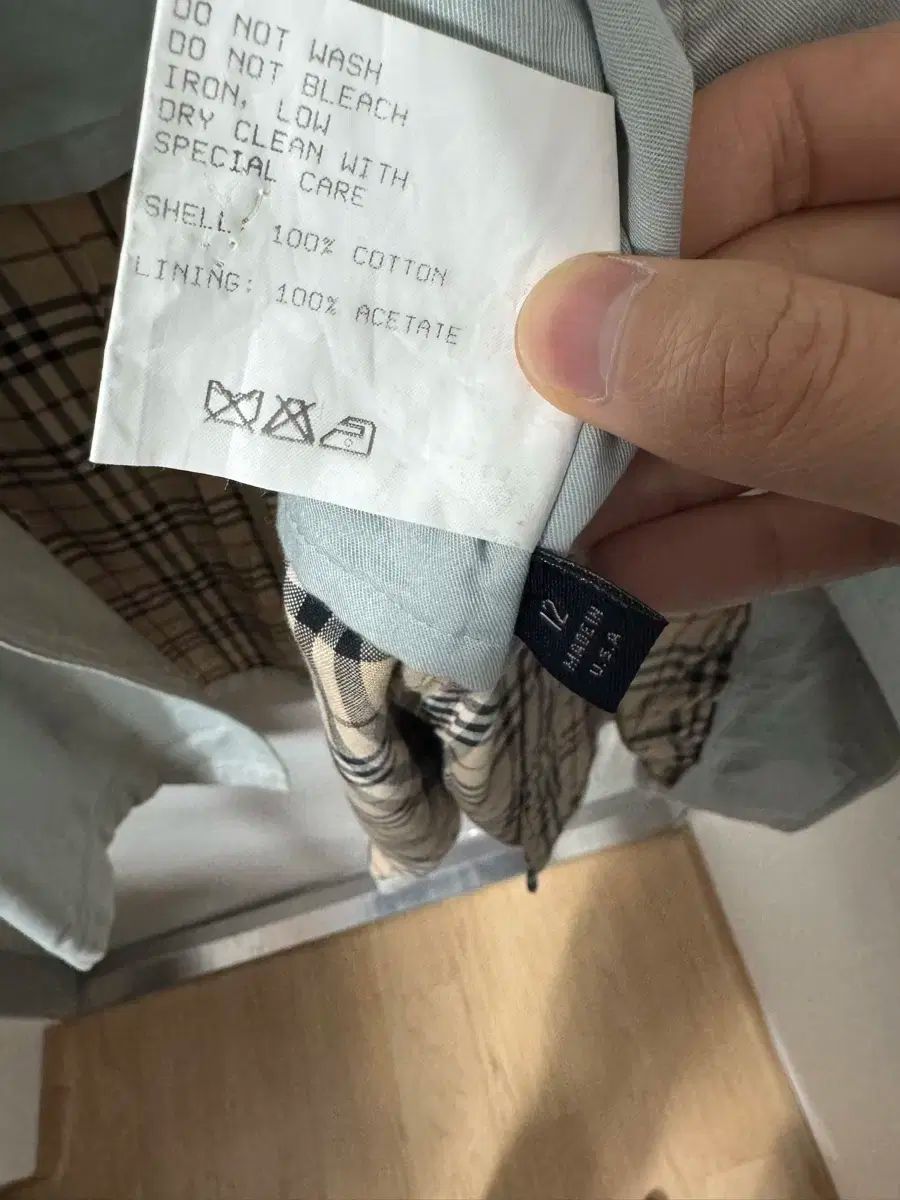 DO NOT WASH
DO NOT BLEACH
IRON, LOW
DRY CLEAN WITH
SPECIAL CARE
SHELL: 100% COTTON
LINING: 100% ACETATE
12
MADE IN
U.S.A